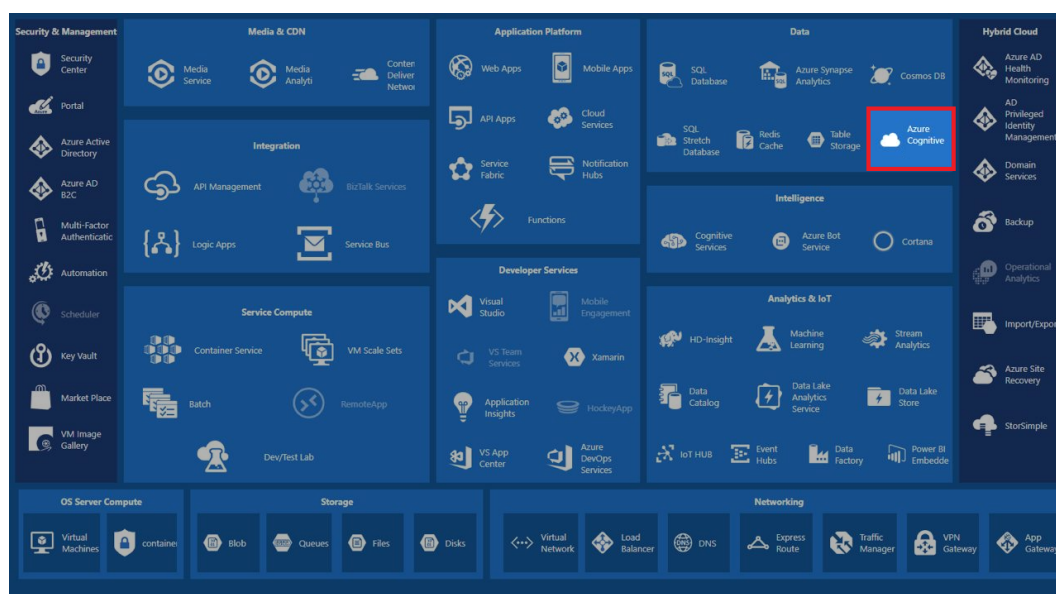 Security & Management
Security
Center
Portal
Azure Active
Directory
Azure AD
B2C
Multi-Factor
Authenticatic
Automation
Scheduler
Key Vault
Market Place
VM Image
Gallery
Media & CDN
Media
Service
Media
Analyti
Conten
Deliver
Netwo
Integration
API Management
BizTalk Services
Logic Apps
Service Bus
Service Compute
Container Service
VM Scale Sets
Batch
RemoteApp
Dev/Test Lab
Application Platform
Web Apps
Mobile Apps
API Apps
Cloud
Services
Service
Fabric
Notification
Hubs
Functions
Developer Services
Visual
Studio
Mobile
Engagement
VS Team
Services
Xamarin
Application
Insights
HockeyApp
VS App
Center
Azure
DevOps
Services
Data
SQL
Database
Azure Synapse
Analytics
Cosmos DB
SQL
Stretch
Database
Redis
Cache
Table
Storage
Azure
Cognitive
Intelligence
Cognitive
Services
Azure Bot
Service
Cortana
Analytics & IoT
HD-Insight
Machine
Learning
Stream
Analytics
Data
Catalog
Data Lake
Analytics
Service
Data Lake
Store
IoT HUB
Event
Hubs
Data
Factory
Power BI
Embedde
Hybrid Cloud
Azure AD
Health
Monitoring
AD
Privileged
Identity
Management
Domain
Services
Backup
Operational
Analytics
Import/Expor
Azure Site
Recovery
StorSimple
OS Server Compute
Virtual
Machines
container
Storage
Blob
Queues
Files
Disks
Networking
Virtual
Network
Load
Balancer
DNS
DNS
Express
Route
Traffic
Manager
VPN
Gateway
App
Gateway